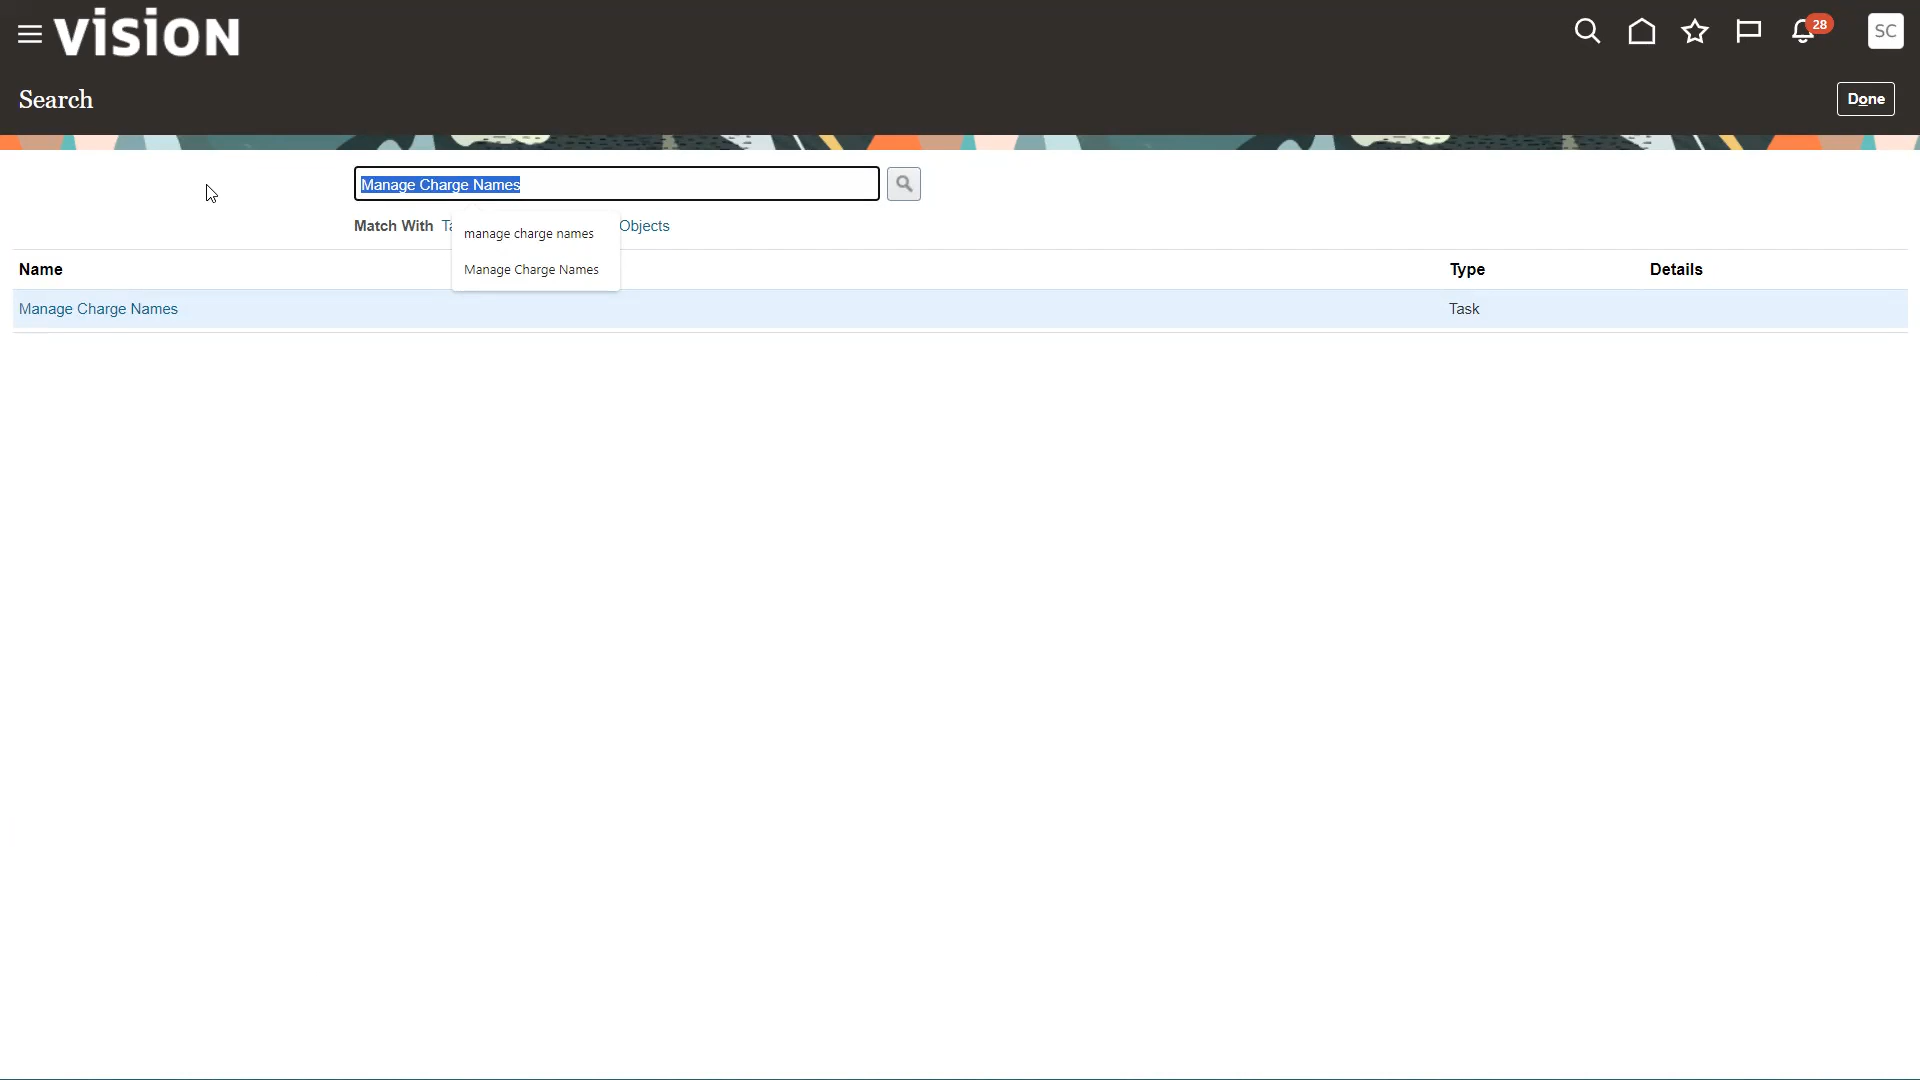 vision
28
SC
Search
Done
Manage Charge Names
Match With
Objects
manage charge names
Manage Charge Names
Name Type Details
Manage Charge Names Task